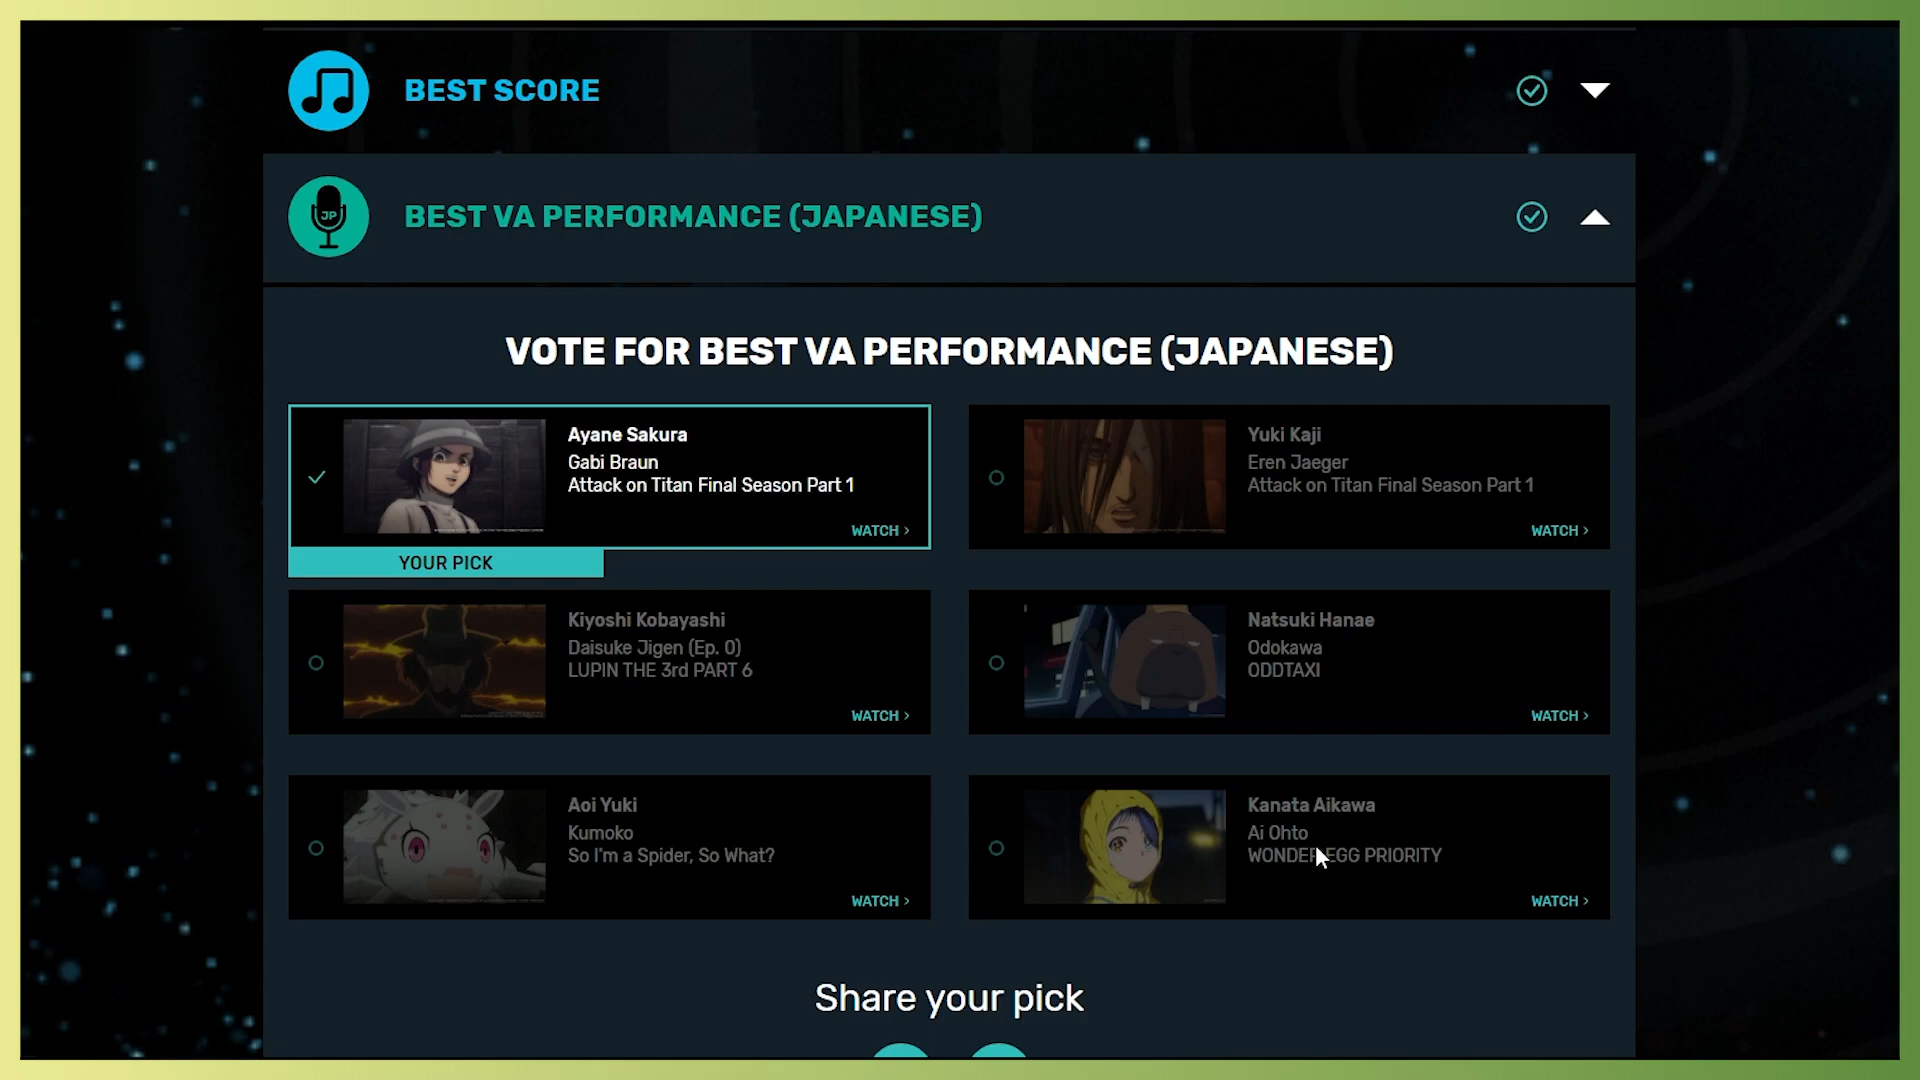 BEST SCORE
JP
BEST VA PERFORMANCE (JAPANESE)
VOTE FOR BEST VA PERFORMANCE (JAPANESE)
Ayane Sakura
Gabi Braun
Attack on Titan Final Season Part 1
WATCH >
YOUR PICK
Yuki Kaji
Eren Jaeger
Attack on Titan Final Season Part 1
WATCH >
Kiyoshi Kobayashi
Daisuke Jigen (Ep. 0)
LUPIN THE 3rd PART 6
WATCH >
Natsuki Hanae
Odokawa
ODDTAXI
WATCH >
Aoi Yuki
Kumoko
So I'm a Spider, So What?
WATCH >
Kanata Aikawa
Ai Ohto
WONDER EGG PRIORITY
WATCH >
Share your pick